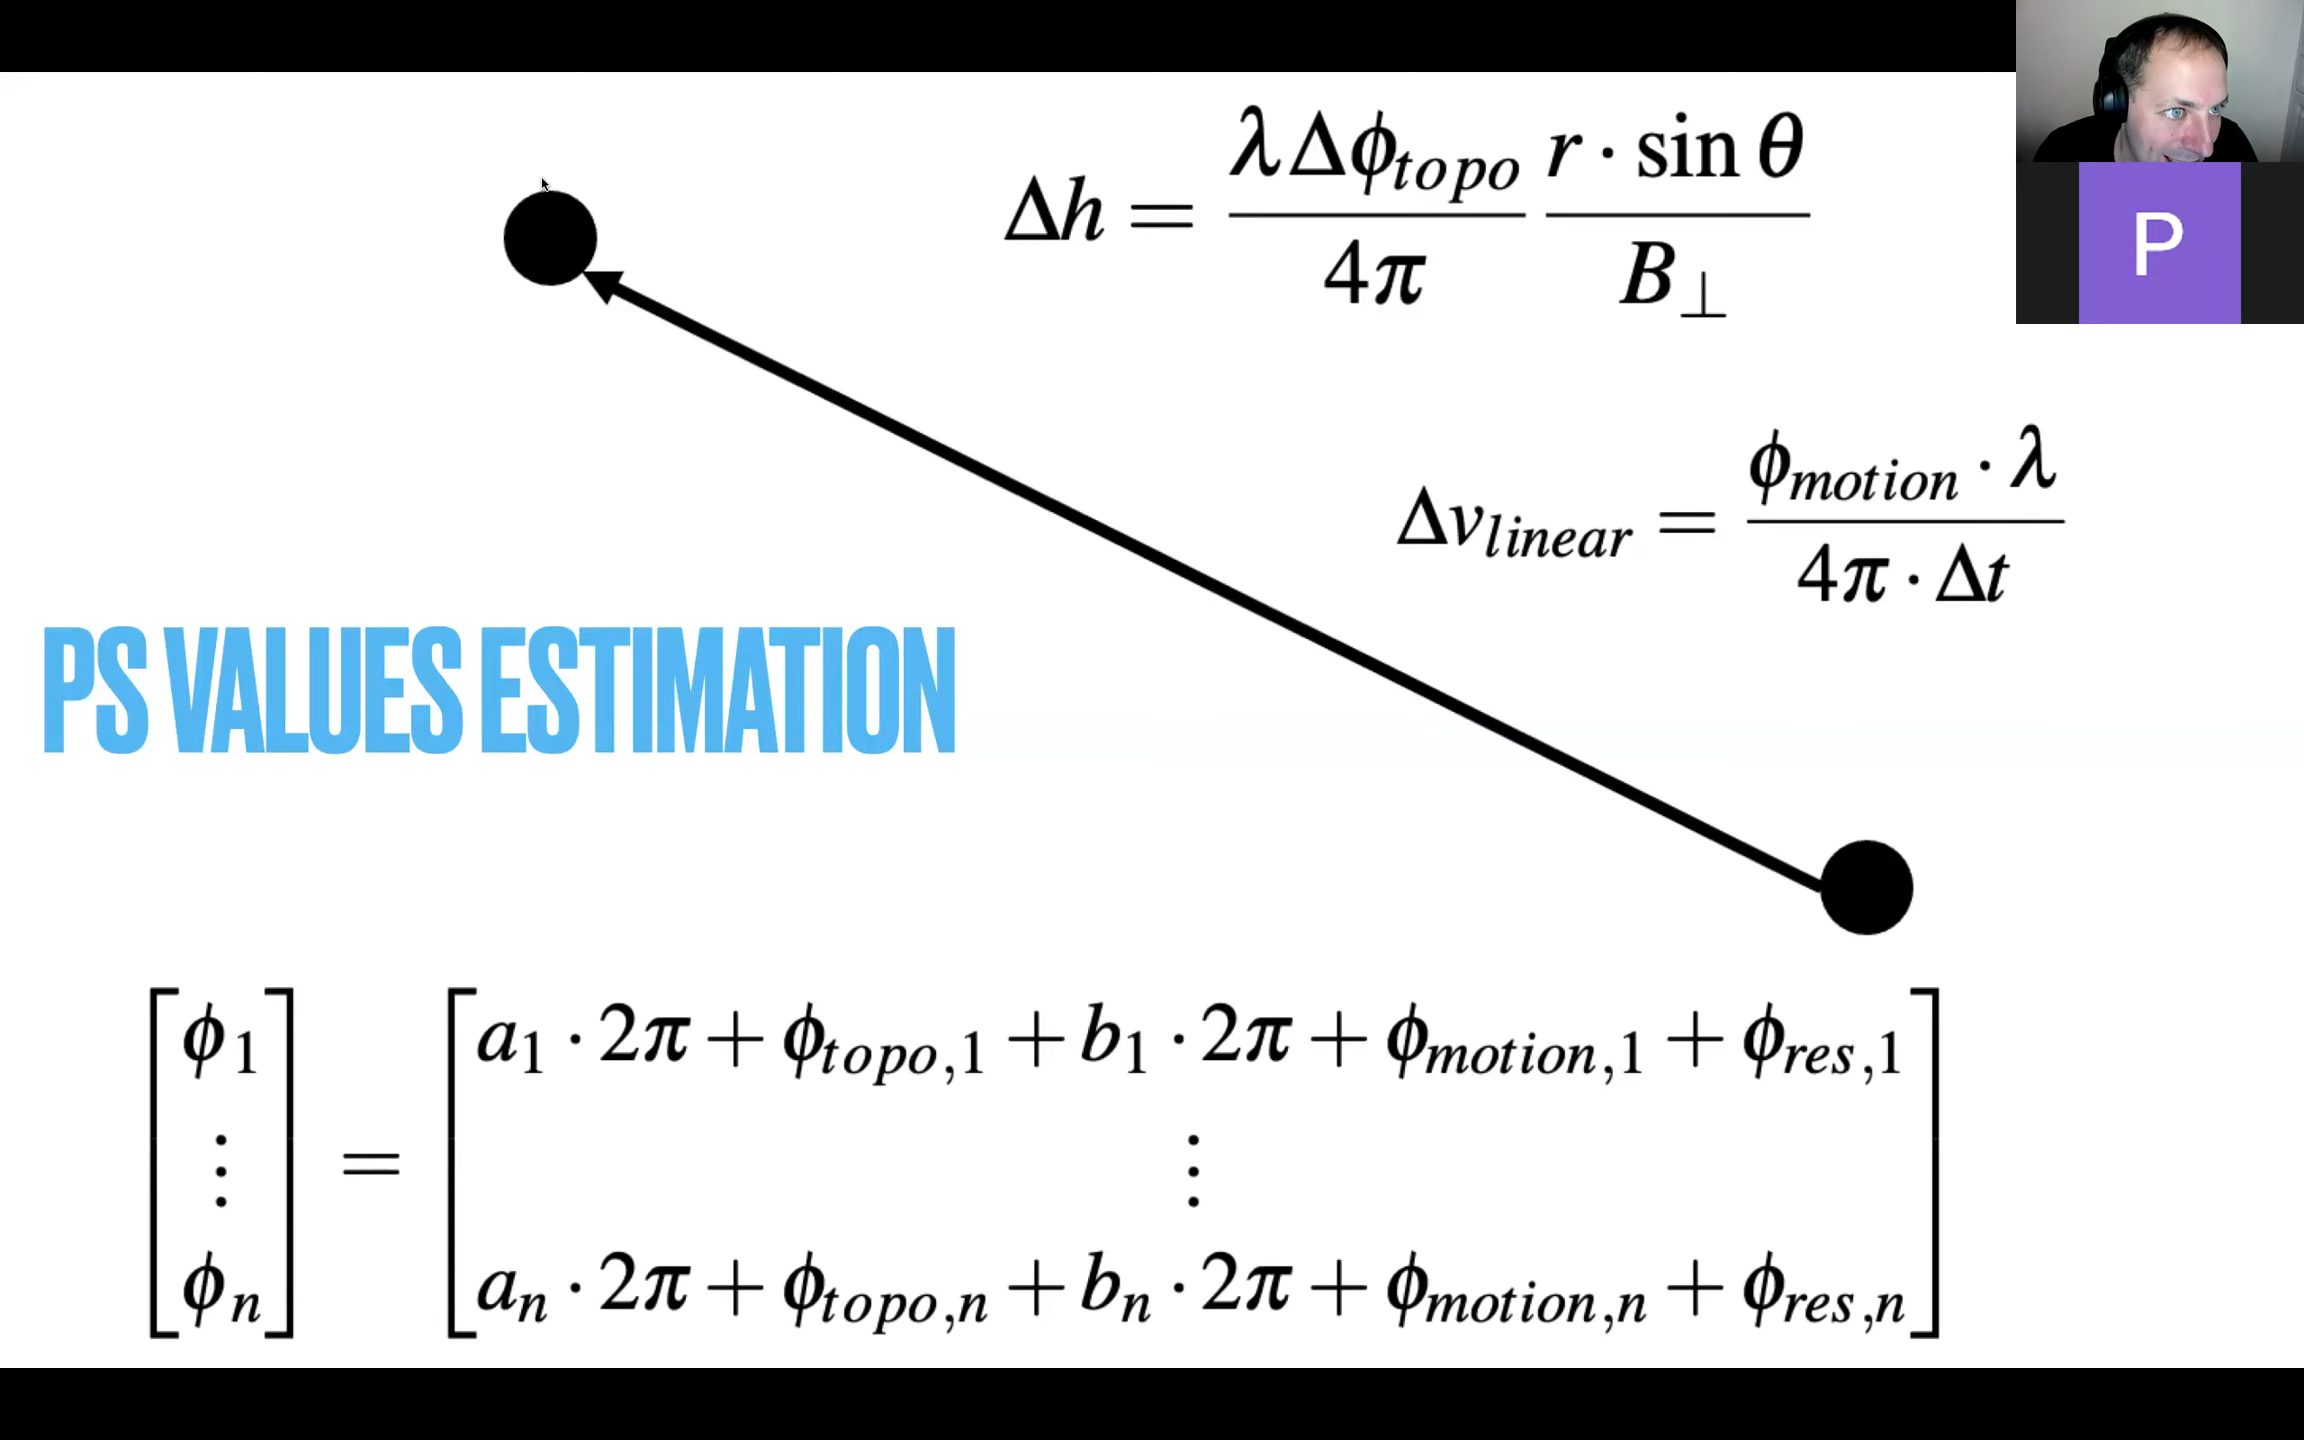 Δh = λΔϕ_topo / 4π · r · sin θ / B_⊥
P
Δv_linear = ϕ_motion · λ / 4π · Δt
PS VALUES ESTIMATION
[ϕ_1 ⋮ ϕ_n] = [a_1 · 2π + ϕ_topo,1 + b_1 · 2π + ϕ_motion,1 + ϕ_res,1
⋮
a_n · 2π + ϕ_topo,n + b_n · 2π + ϕ_motion,n + ϕ_res,n]